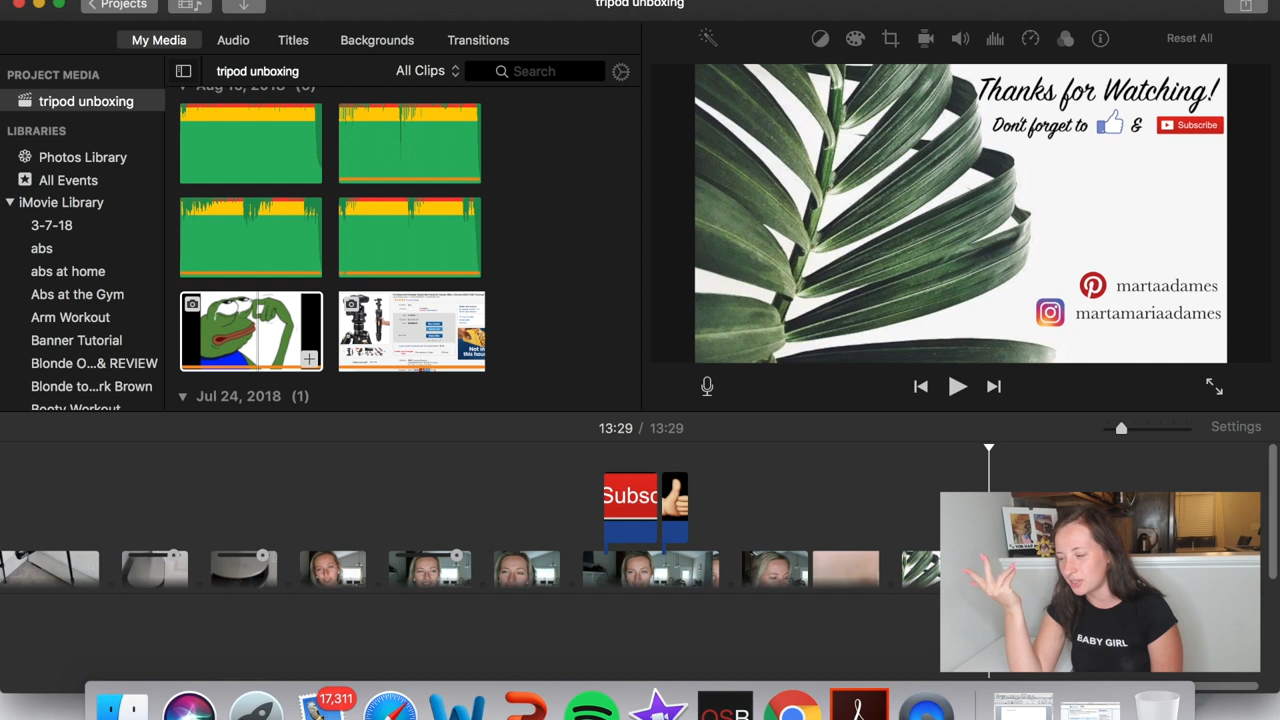 Projects
tripod unboxing
My Media
Audio
Titles
Backgrounds
Transitions
Reset All
PROJECT MEDIA
tripod unboxing
LIBRARIES
Photos Library
All Events
iMovie Library
3-7-18
abs
abs at home
Abs at the Gym
Arm Workout
Banner Tutorial
Blonde O...& REVIEW
Blonde to...rk Brown
Booty Workout
tripod unboxing
All Clips
Search
Jul 24, 2018 (1)
Thanks for Watching!
Don't forget to & Subscribe
martaadames
martamariaadames
13:29 / 13:29
Settings
Subsc
BABY GIRL
17,311
OSB